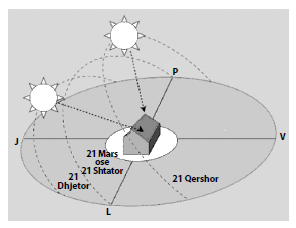 P
J
V
21 Mars
ose
21 Shtator
21
Dhjetor
21 Qershor
L